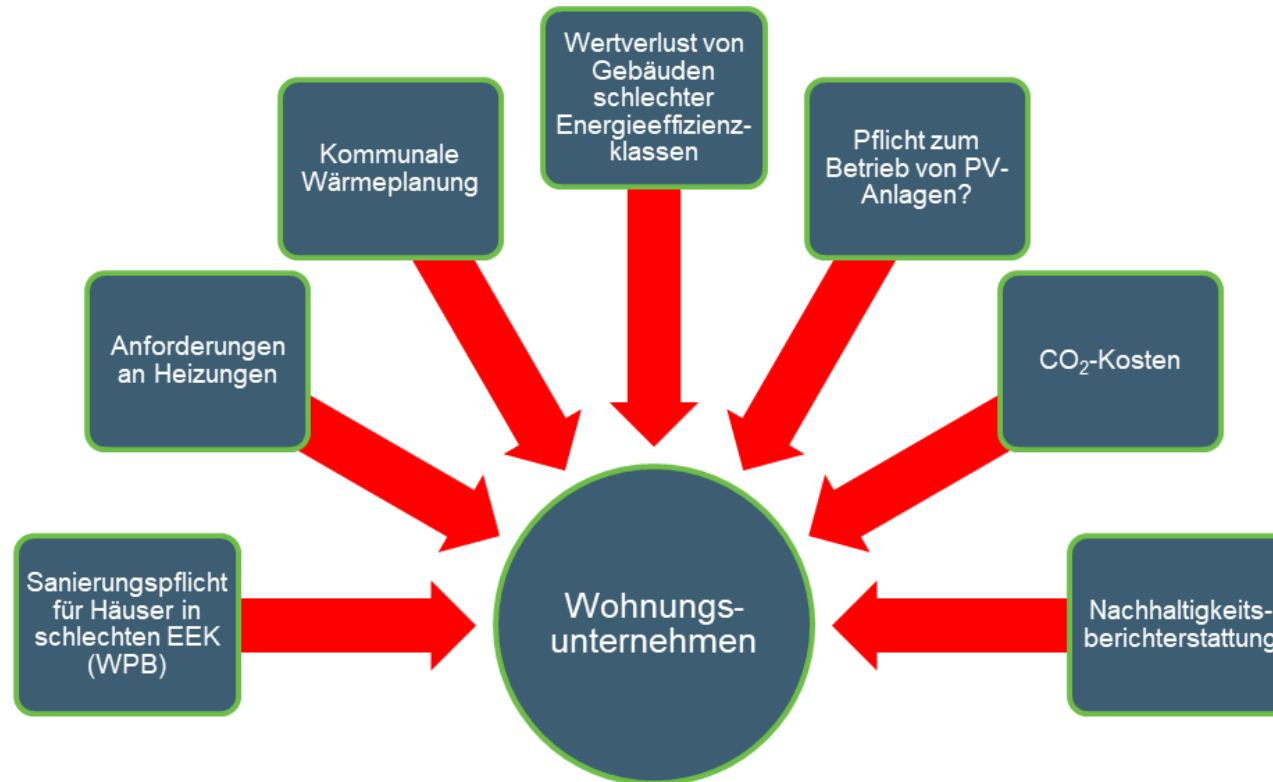 Wertverlust von
Gebäuden
schlechter
Energieeffizienz-
klassen
Kommunale
Wärmeplanung
Pflicht zum
Betrieb von PV-
Anlagen?
Anforderungen
an Heizungen
CO₂-Kosten
Sanierungspflicht
für Häuser in
schlechten EEK
(WPB)
Wohnungs-
unternehmen
Nachhaltigkeits-
berichterstattung